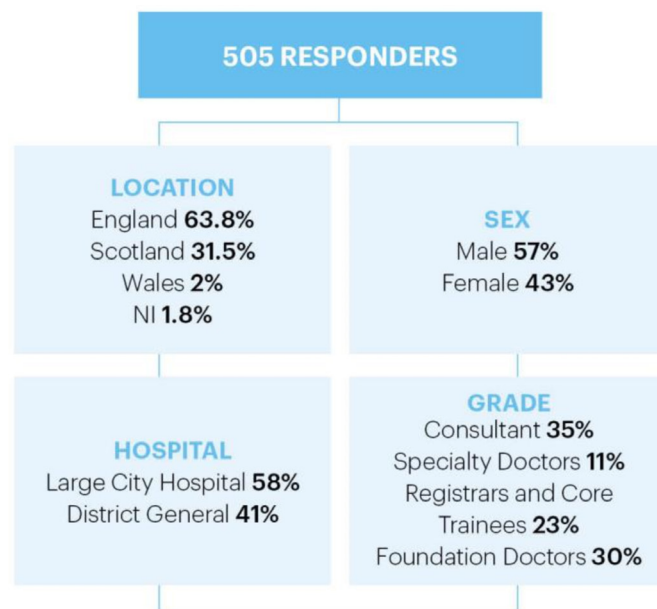 505 RESPONDERS
LOCATION
England 63.8%
Scotland 31.5%
Wales 2%
NI 1.8%
SEX
Male 57%
Female 43%
HOSPITAL
Large City Hospital 58%
District General 41%
GRADE
Consultant 35%
Specialty Doctors 11%
Registrars and Core
Trainees 23%
Foundation Doctors 30%